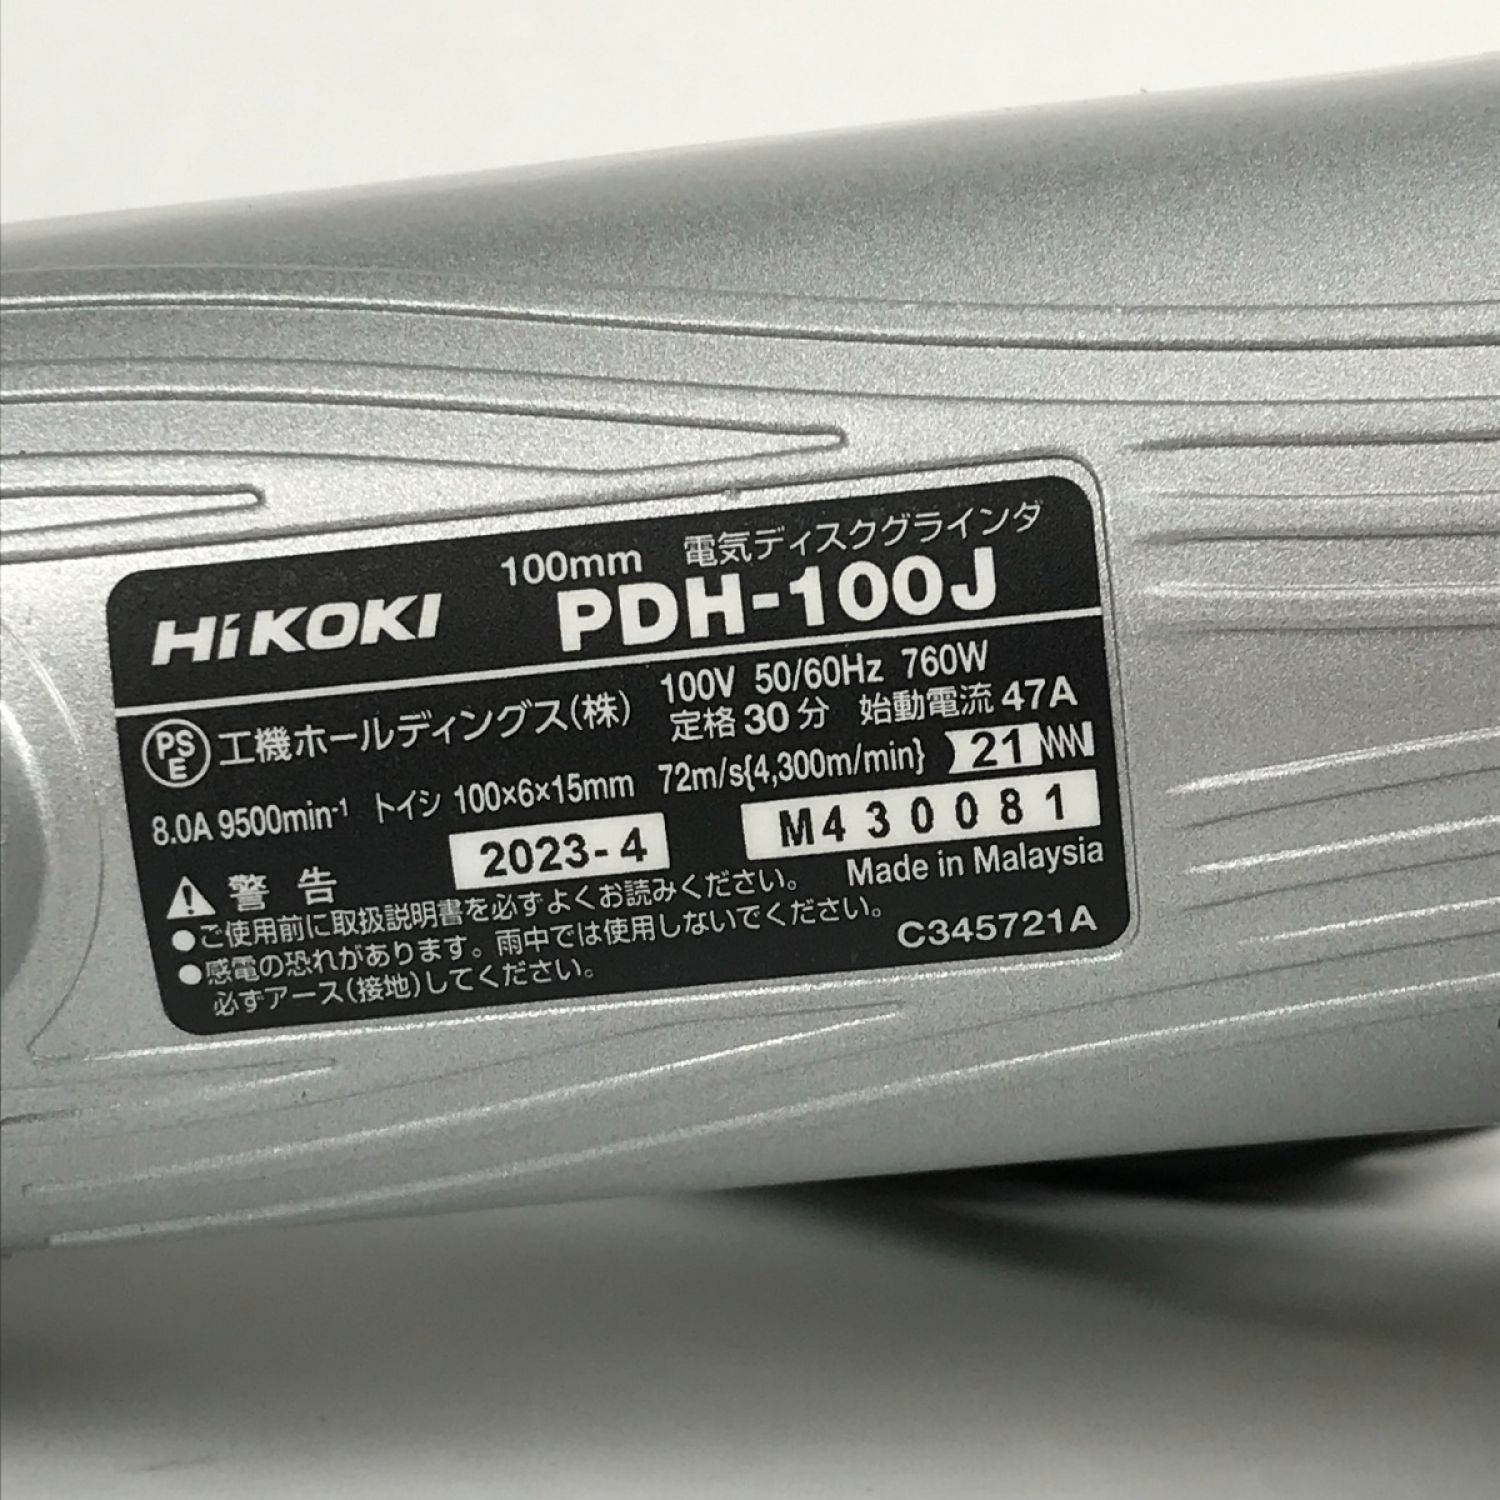 100mm 電気ディスクグラインダ
HiKOKI PDH-100J
100V 50/60Hz 760W
PSE 工機ホールディングス(株) 定格30分 始動電流47A
8.0A 9500min⁻¹ トイシ 100×6×15mm 72m/s{4,300m/min} 21
2023-4 M430081
警告 Made in Malaysia
●ご使用前に取扱説明書を必ずよくお読みください。
●感電の恐れがあります。雨中では使用しないでください。 C345721A
必ずアース(接地)してください。